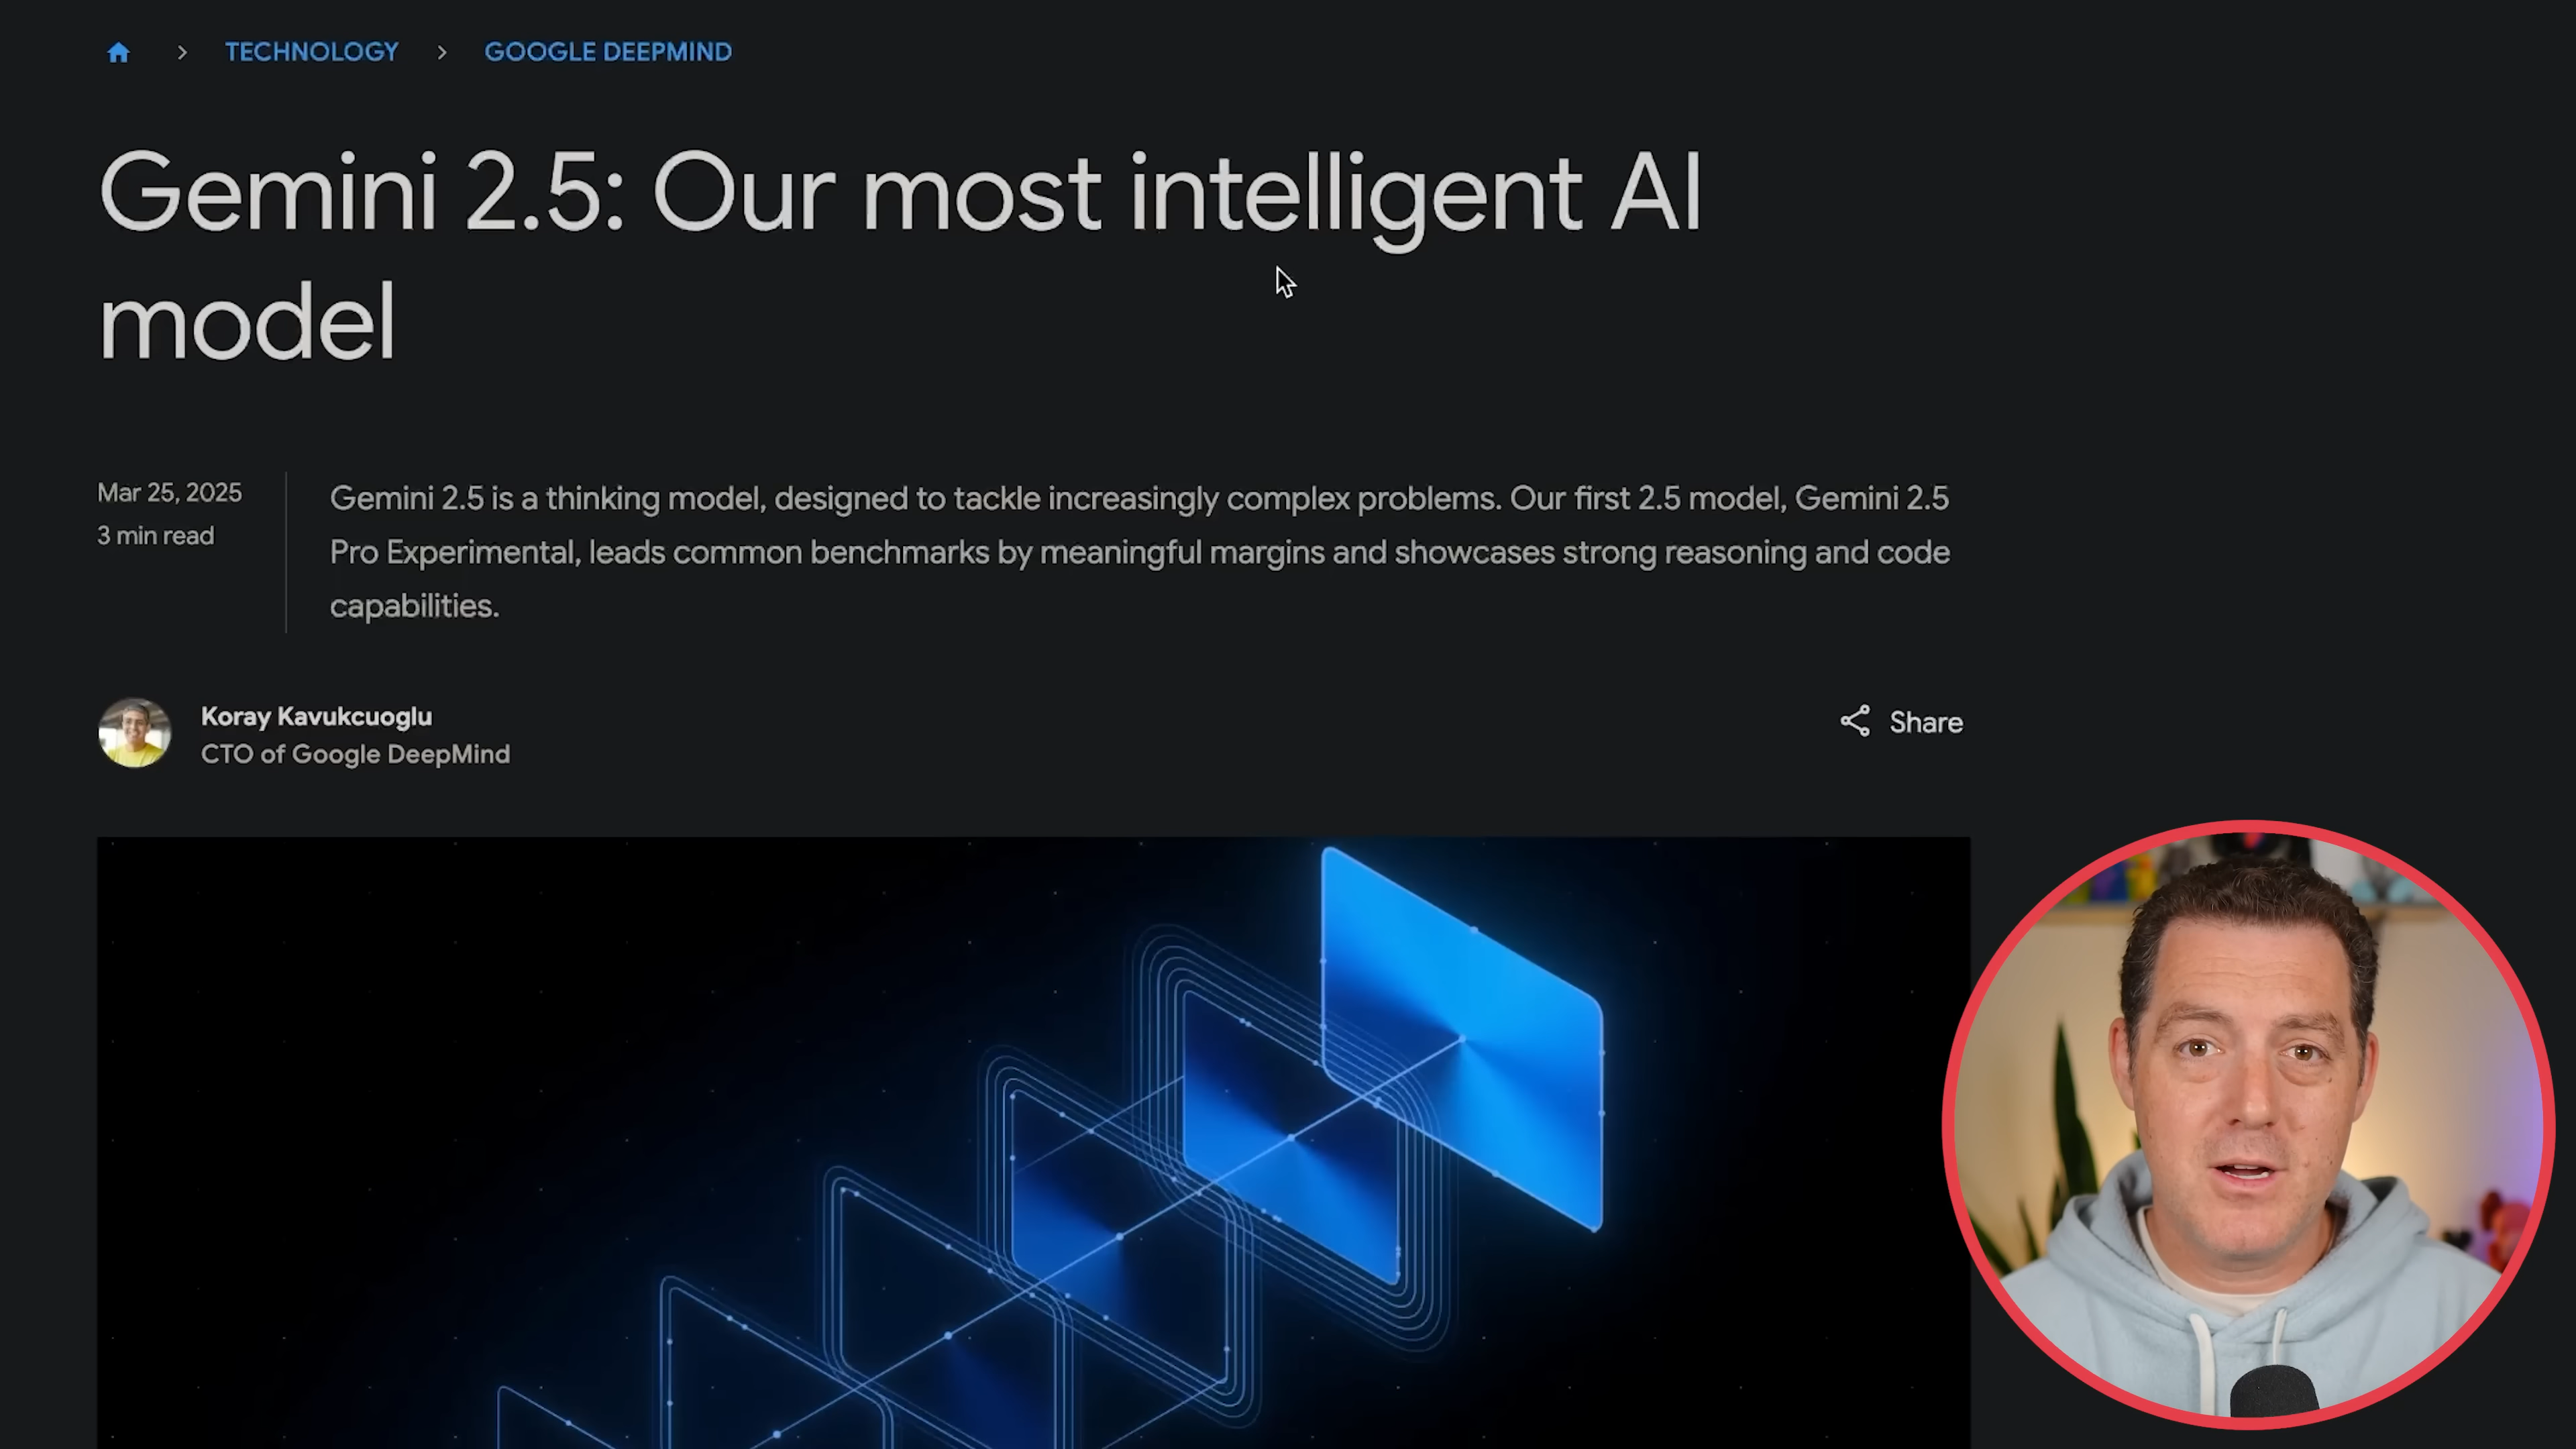 TECHNOLOGY > GOOGLE DEEPMIND
Gemini 2.5: Our most intelligent AI
model
Mar 25, 2025
3 min read
Gemini 2.5 is a thinking model, designed to tackle increasingly complex problems. Our first 2.5 model, Gemini 2.5
Pro Experimental, leads common benchmarks by meaningful margins and showcases strong reasoning and code
capabilities.
Koray Kavukcuoglu
CTO of Google DeepMind
Share